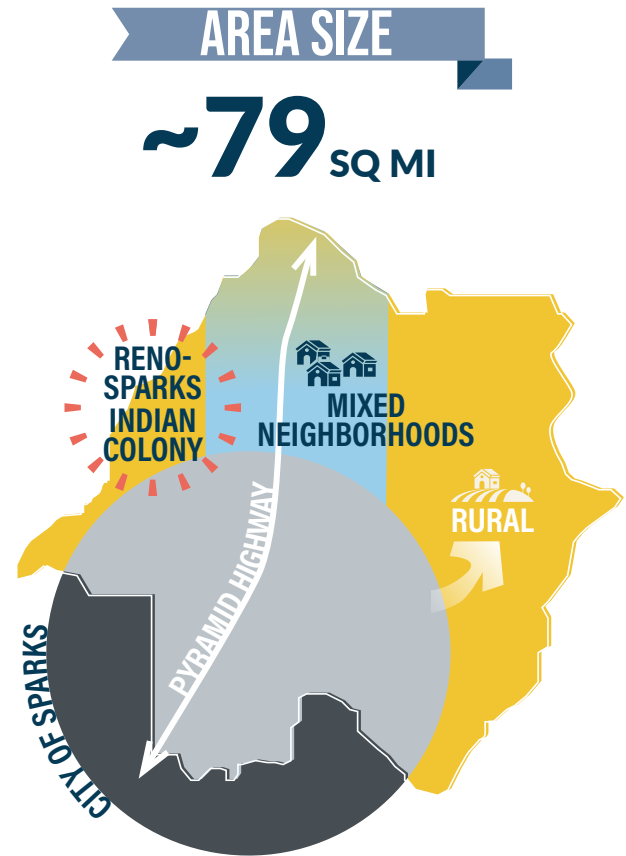 AREA SIZE
~79 SQ MI
RENO-
SPARKS
INDIAN
COLONY
MIXED
NEIGHBORHOODS
RURAL
PYRAMID HIGHWAY
CITY OF SPARKS